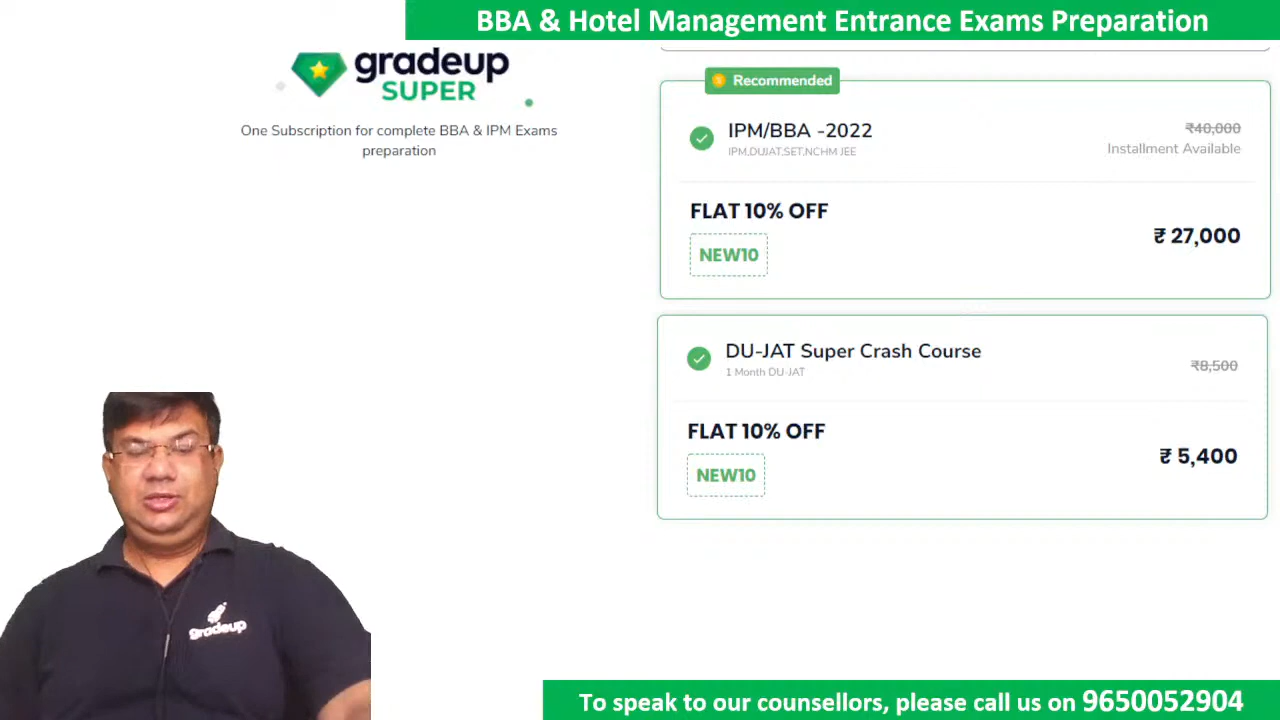 BBA & Hotel Management Entrance Exams Preparation
gradeup
SUPER
One Subscription for complete BBA & IPM Exams
preparation
Recommended
IPM/BBA -2022
₹40,000
IPM,DUJAT,SET,NCHM JEE
Installment Available
FLAT 10% OFF
₹ 27,000
NEW10
DU-JAT Super Crash Course
₹8,500
1 Month DU-JAT
FLAT 10% OFF
₹ 5,400
NEW10
gradeup
To speak to our counsellors, please call us on 9650052904